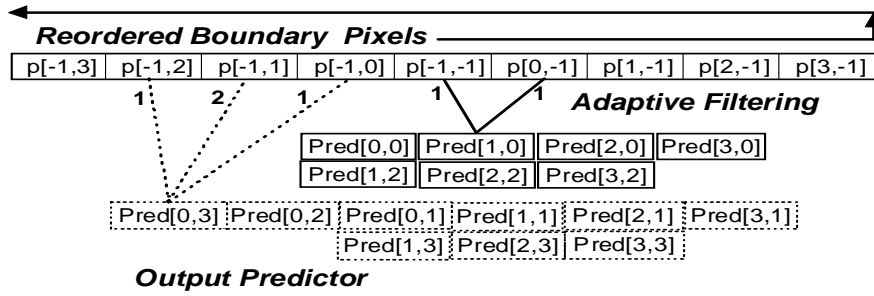 Reordered Boundary Pixels
p[-1,3] p[-1,2] p[-1,1] p[-1,0] p[-1,-1] p[0,-1] p[1,-1] p[2,-1] p[3,-1]
1 2 1 1 1
Adaptive Filtering
Pred[0,0] Pred[1,0] Pred[2,0] Pred[3,0]
Pred[1,2] Pred[2,2] Pred[3,2]
Pred[0,3] Pred[0,2] Pred[0,1] Pred[1,1] Pred[2,1] Pred[3,1]
Pred[1,3] Pred[2,3] Pred[3,3]
Output Predictor